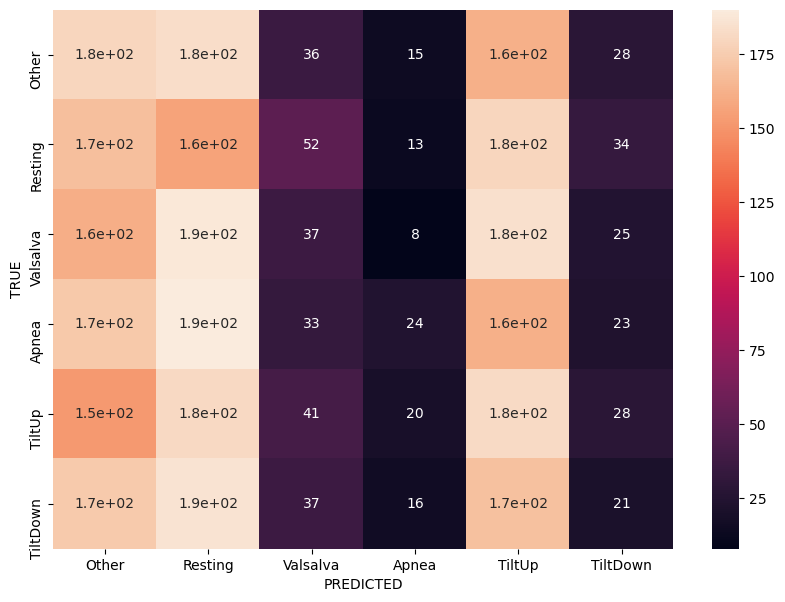 Other 1.8e+02 1.8e+02 36 15 1.6e+02 28
Resting 1.7e+02 1.6e+02 52 13 1.8e+02 34
Valsalva 1.6e+02 1.9e+02 37 8 1.8e+02 25
Apnea 1.7e+02 1.9e+02 33 24 1.6e+02 23
TiltUp 1.5e+02 1.8e+02 41 20 1.8e+02 28
TiltDown 1.7e+02 1.9e+02 37 16 1.7e+02 21
TRUE
Other Resting Valsalva Apnea TiltUp TiltDown
PREDICTED
175
150
125
100
75
50
25